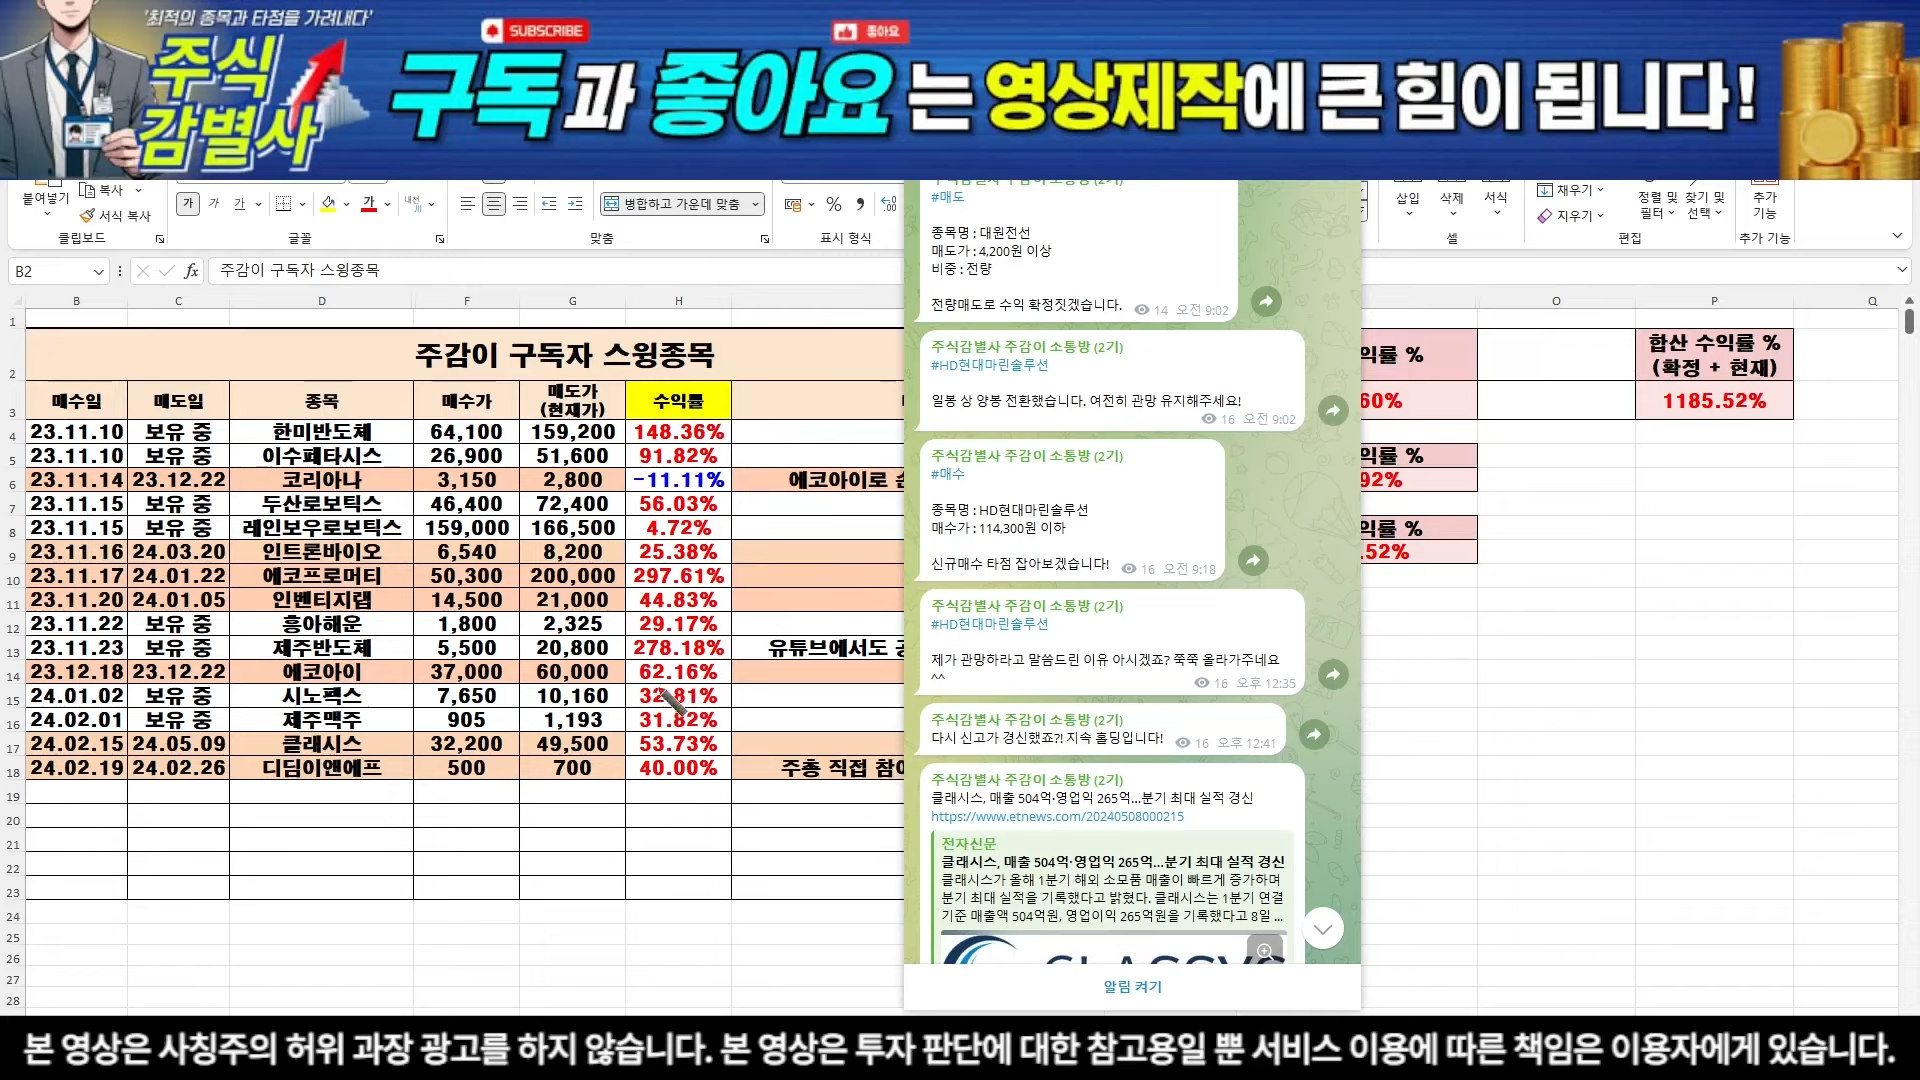 '최적의 종목과 타점을 가려내다'
주식
감별사
SUBSCRIBE
좋아요
구독과 좋아요는 영상제작에 큰 힘이 됩니다!
붙여넣기
복사
서식 복사
클립보드
가 가 가
글꼴
병합하고 가운데 맞춤
맞춤
표시 형식
삽입 삭제 서식
셀
채우기
지우기
정렬 및 필터
찾기 및 선택
편집
추가 기능
추가 기능
B2
fx
주감이 구독자 스윙종목
B C D F G H O P Q
주감이 구독자 스윙종목
매수일 매도일 종목 매수가 매도가 (현재가) 수익률
23.11.10 보유 중 한미반도체 64,100 159,200 148.36%
23.11.10 보유 중 이수페타시스 26,900 51,600 91.82%
23.11.14 23.12.22 코리아나 3,150 2,800 -11.11% 에코아이로
23.11.15 보유 중 두산로보틱스 46,400 72,400 56.03%
23.11.15 보유 중 레인보우로보틱스 159,000 166,500 4.72%
23.11.16 24.03.20 인트론바이오 6,540 8,200 25.38%
23.11.17 24.01.22 에코프로머티 50,300 200,000 297.61%
23.11.20 24.01.05 인벤티지랩 14,500 21,000 44.83%
23.11.22 보유 중 흥아해운 1,800 2,325 29.17%
23.11.23 보유 중 제주반도체 5,500 20,800 278.18% 유튜브에서도
23.12.18 23.12.22 에코아이 37,000 60,000 62.16%
24.01.02 보유 중 시노펙스 7,650 10,160 32.81%
24.02.01 보유 중 제주맥주 905 1,193 31.82%
24.02.15 24.05.09 클래시스 32,200 49,500 53.73%
24.02.19 24.02.26 디딤이앤에프 500 700 40.00% 주총 직접
익률 %
60%
익률 %
92%
익률 %
.52%
합산 수익률 %
(확정 + 현재)
1185.52%
주식감별사 주감이 소통방 (2기)
#매도
종목명 : 대원전선
매도가 : 4,200원 이상
비중 : 전량
전량매도로 수익 확정짓겠습니다. 14 오전 9:02
주식감별사 주감이 소통방 (2기)
#HD현대마린솔루션
일봉 상 양봉 전환했습니다. 여전히 관망 유지해주세요!
16 오전 9:02
주식감별사 주감이 소통방 (2기)
#매수
종목명 : HD현대마린솔루션
매수가 : 114,300원 이하
신규매수 타점 잡아보겠습니다! 16 오전 9:18
주식감별사 주감이 소통방 (2기)
#HD현대마린솔루션
제가 관망하라고 말씀드린 이유 아시겠죠? 쭉쭉 올라가주네요
^^
16 오후 12:35
주식감별사 주감이 소통방 (2기)
다시 신고가 경신했죠?! 지속 홀딩입니다! 16 오후 12:41
주식감별사 주감이 소통방 (2기)
클래시스, 매출 504억·영업익 265억...분기 최대 실적 경신
https://www.etnews.com/20240508000215
전자신문
클래시스, 매출 504억·영업익 265억...분기 최대 실적 경신
클래시스가 올해 1분기 해외 소모품 매출이 빠르게 증가하며
분기 최대 실적을 기록했다고 밝혔다. 클래시스는 1분기 연결
기준 매출액 504억원, 영업이익 265억원을 기록했다고 8일 ...
알림 켜기
본 영상은 사칭주의 허위 과장 광고를 하지 않습니다. 본 영상은 투자 판단에 대한 참고용일 뿐 서비스 이용에 따른 책임은 이용자에게 있습니다.